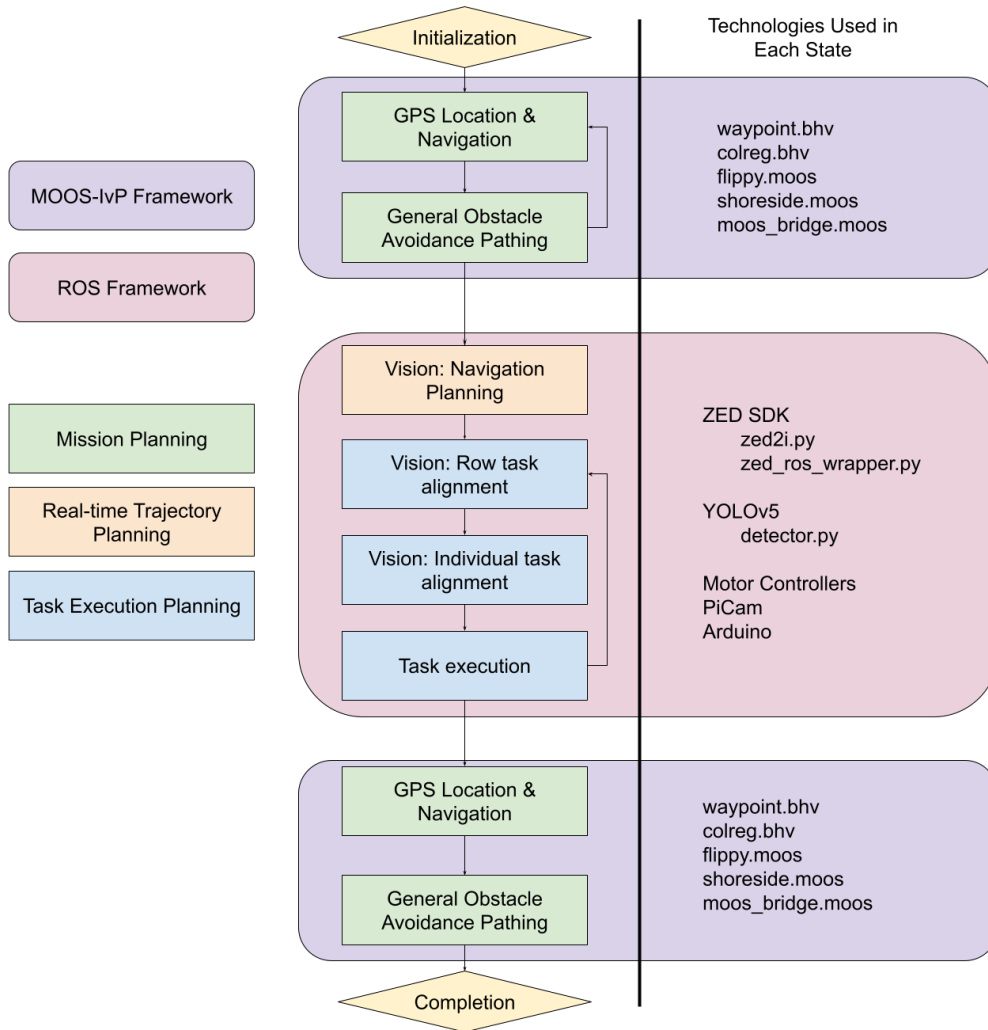 Initialization
Technologies Used in
Each State
GPS Location &
Navigation
General Obstacle
Avoidance Pathing
waypoint.bhv
colreg.bhv
flippy.moos
shoreside.moos
moos_bridge.moos
MOOS-IvP Framework
ROS Framework
Mission Planning
Real-time Trajectory
Planning
Task Execution Planning
Vision: Navigation
Planning
Vision: Row task
alignment
Vision: Individual task
alignment
Task execution
ZED SDK
zed2i.py
zed_ros_wrapper.py
YOLOv5
detector.py
Motor Controllers
PiCam
Arduino
GPS Location &
Navigation
General Obstacle
Avoidance Pathing
waypoint.bhv
colreg.bhv
flippy.moos
shoreside.moos
moos_bridge.moos
Completion